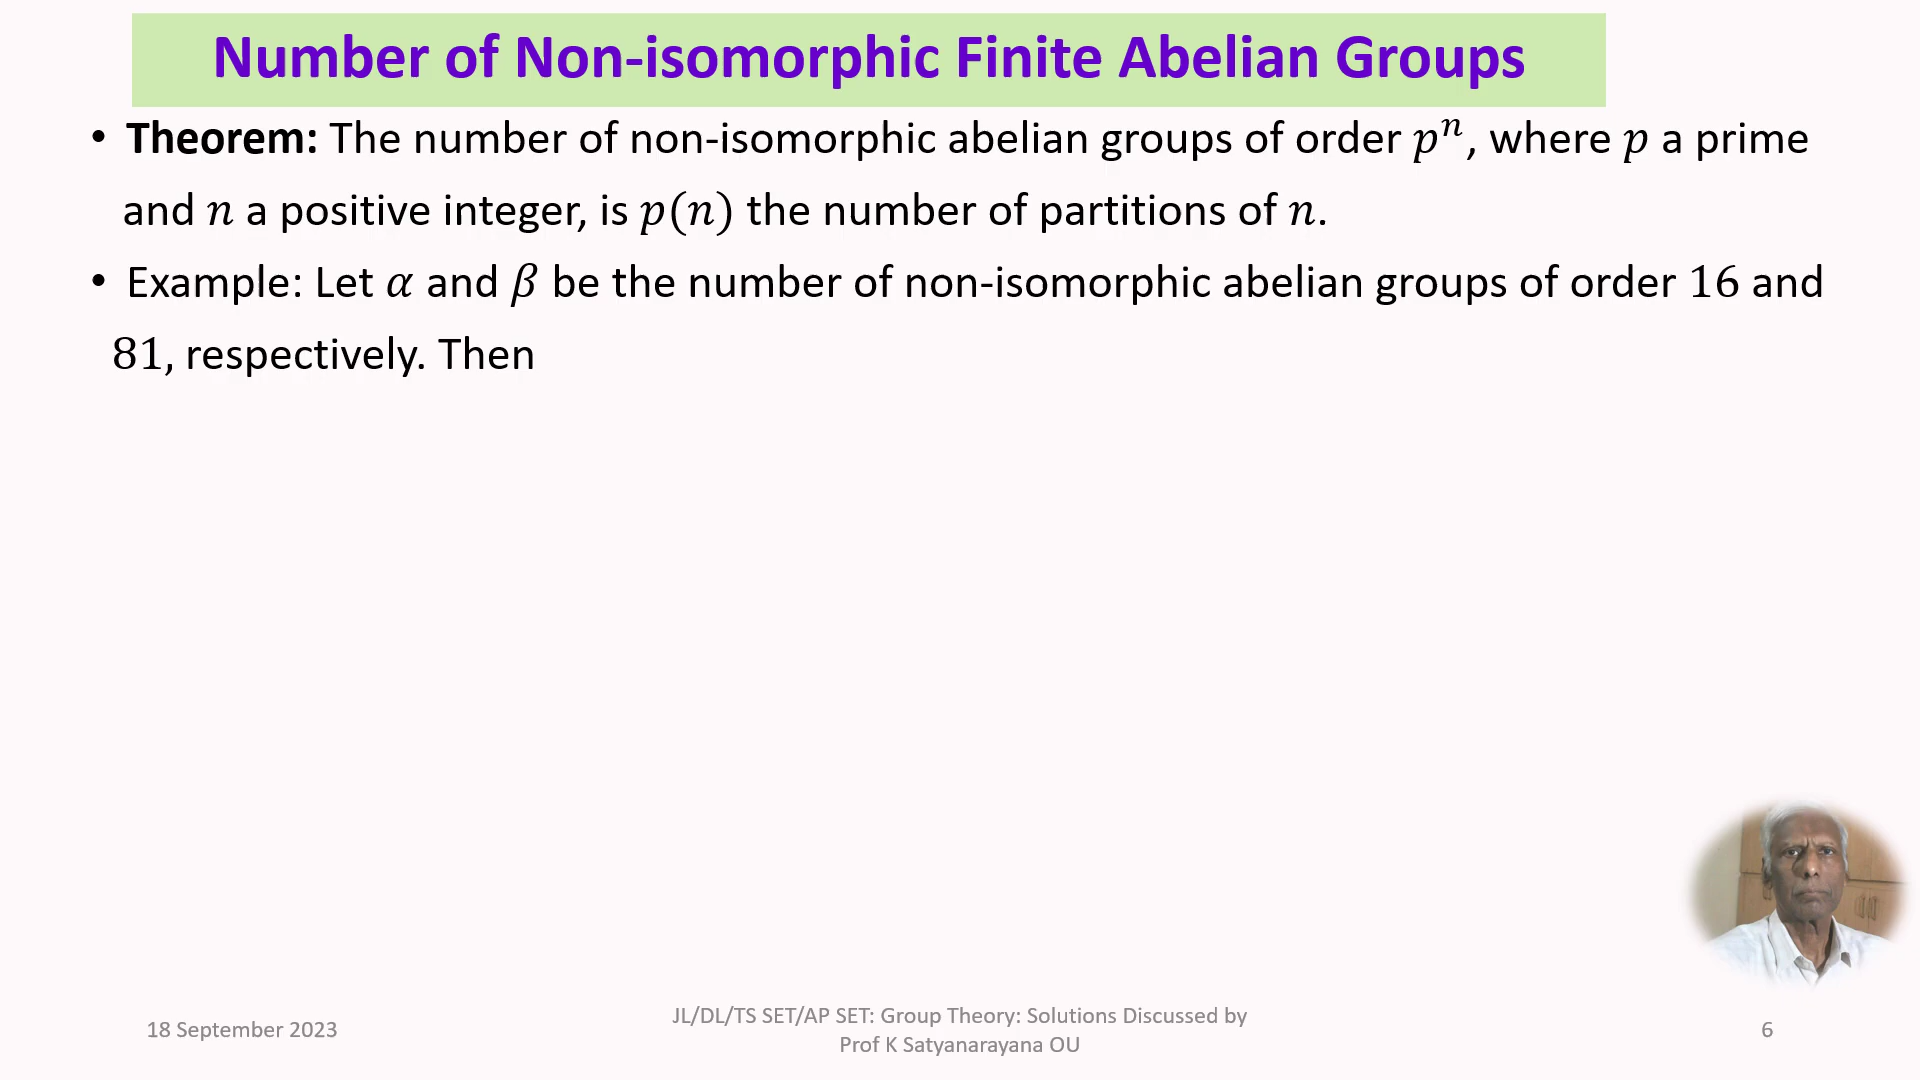 Number of Non-isomorphic Finite Abelian Groups
• Theorem: The number of non-isomorphic abelian groups of order pⁿ, where p a prime
and n a positive integer, is p(n) the number of partitions of n.
• Example: Let α and β be the number of non-isomorphic abelian groups of order 16 and
81, respectively. Then
18 September 2023
JL/DL/TS SET/AP SET: Group Theory: Solutions Discussed by
Prof K Satyanarayana OU
6